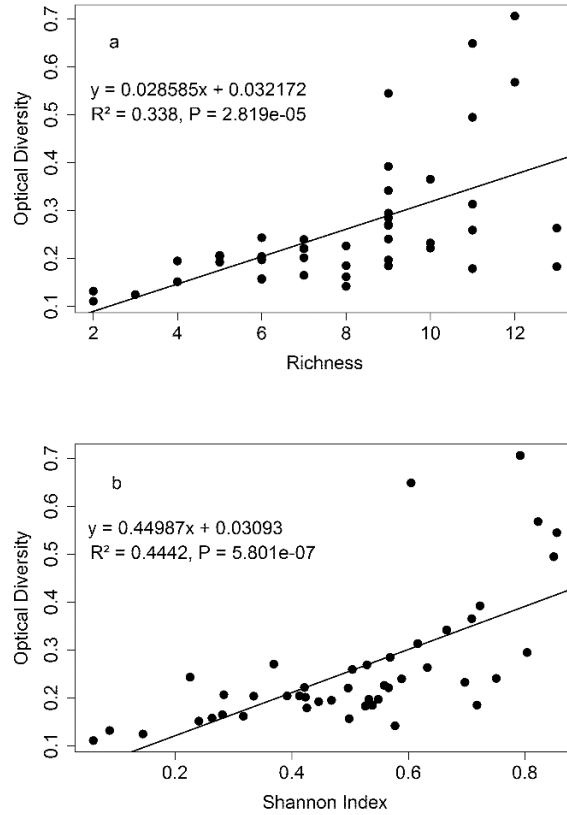 a
y = 0.028585x + 0.032172
R² = 0.338, P = 2.819e-05
Optical Diversity
0.7
0.6
0.5
0.4
0.3
0.2
0.1
2 4 6 8 10 12
Richness
b
y = 0.44987x + 0.03093
R² = 0.4442, P = 5.801e-07
Optical Diversity
0.7
0.6
0.5
0.4
0.3
0.2
0.1
0.2 0.4 0.6 0.8
Shannon Index